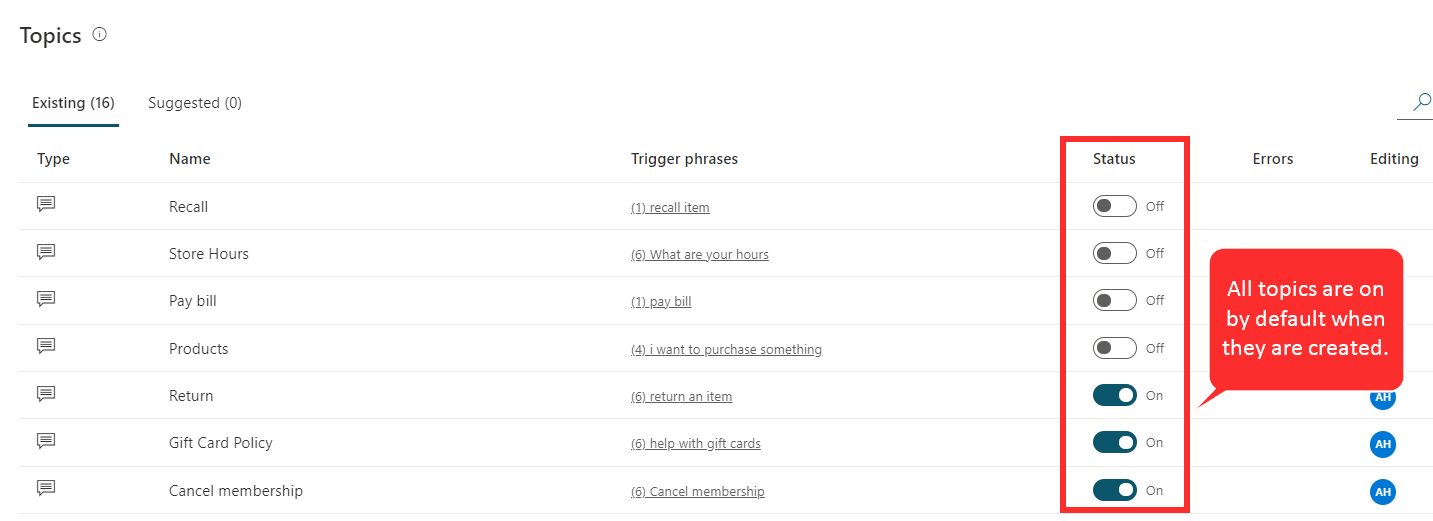 Topics
Existing (16) Suggested (0)
Type Name Trigger phrases Status Errors Editing
Recall (1) recall item Off
Store Hours (6) What are your hours Off
Pay bill (1) pay bill Off
Products (4) i want to purchase something Off
Return (6) return an item On AH
Gift Card Policy (6) help with gift cards On AH
Cancel membership (6) Cancel membership On AH
All topics are on
by default when
they are created.